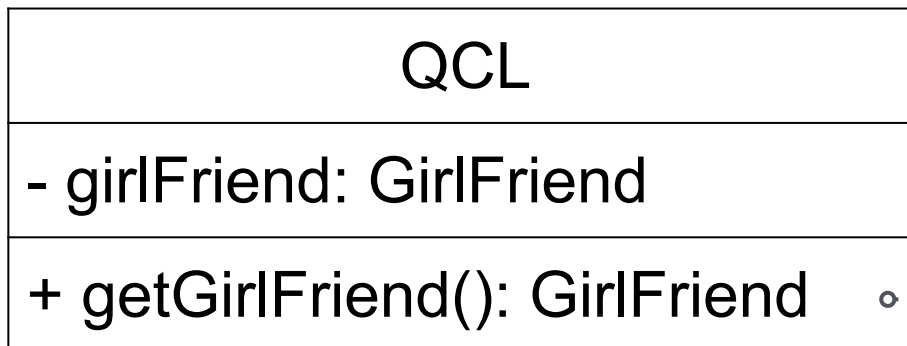 QCL
- girlFriend: GirlFriend
+ getGirlFriend(): GirlFriend